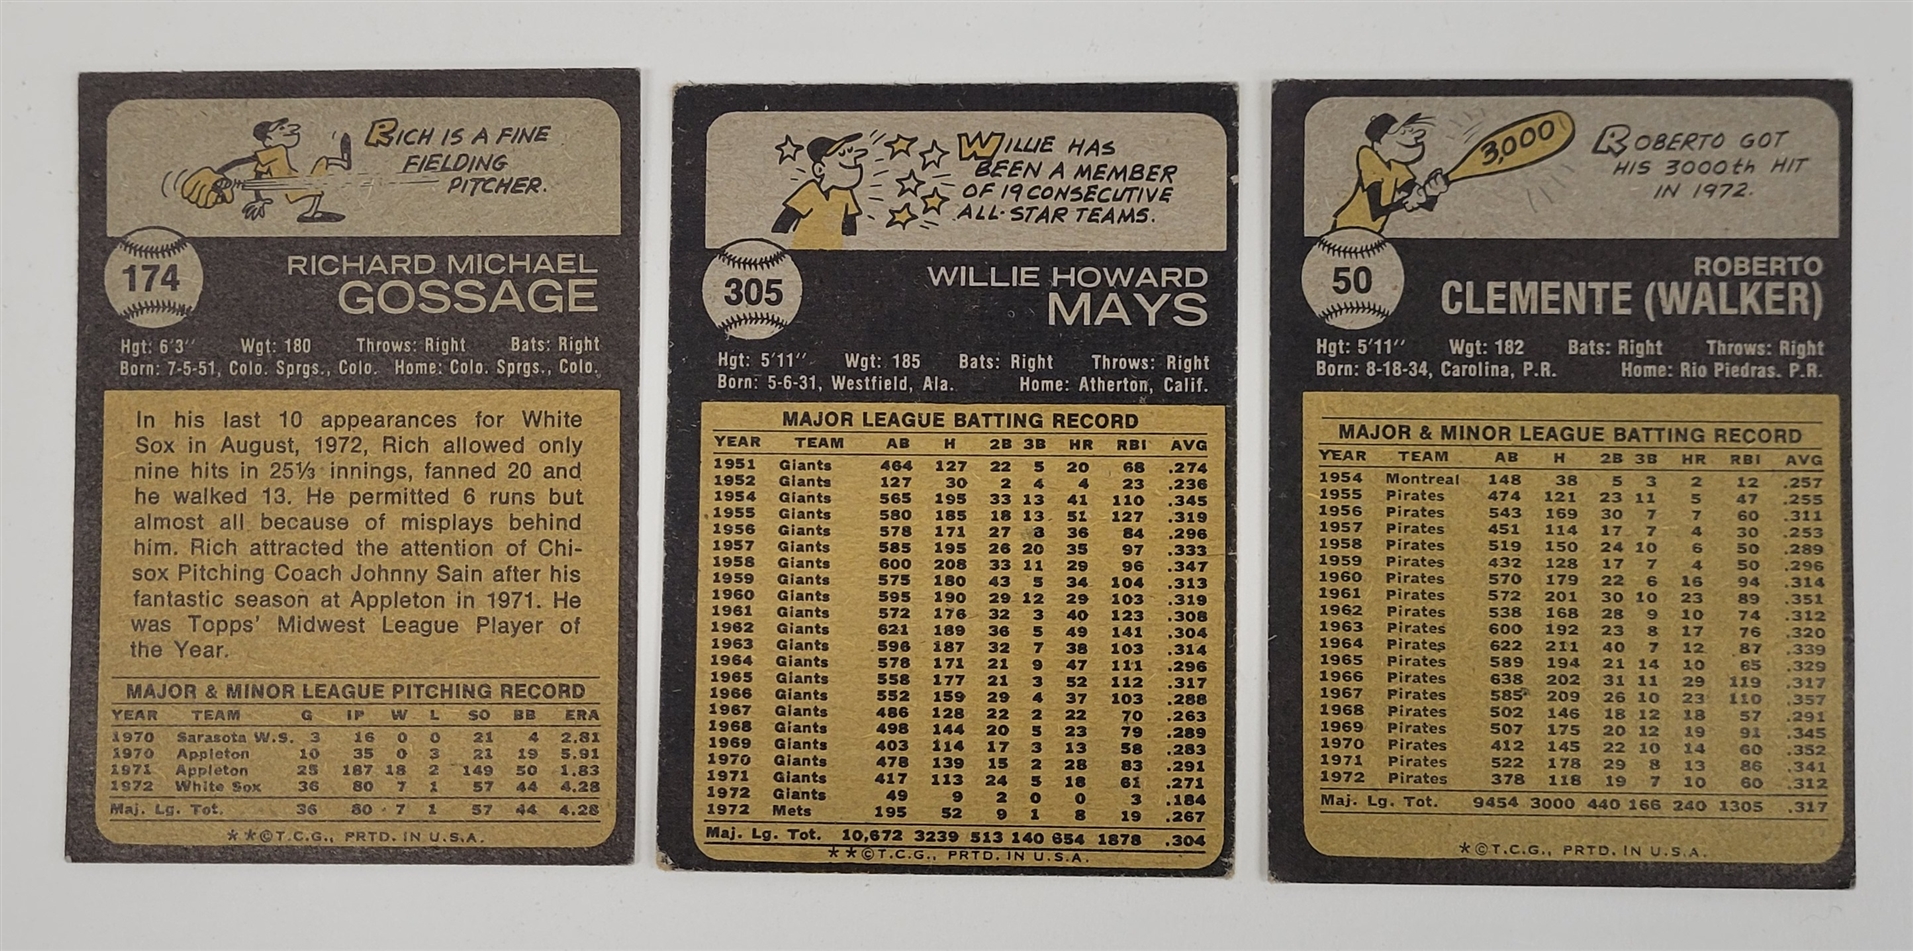 RICH IS A FINE
FIELDING
PITCHER.
174
RICHARD MICHAEL
GOSSAGE
Hgt: 6'3" Wgt: 180 Throws: Right Bats: Right
Born: 7-5-51, Colo. Sprgs., Colo. Home: Colo. Sprgs., Colo.
In his last 10 appearances for White
Sox in August, 1972, Rich allowed only
nine hits in 25⅓ innings, fanned 20 and
he walked 13. He permitted 6 runs but
almost all because of misplays behind
him. Rich attracted the attention of Chi-
sox Pitching Coach Johnny Sain after his
fantastic season at Appleton in 1971. He
was Topps' Midwest League Player of
the Year.
MAJOR & MINOR LEAGUE PITCHING RECORD
YEAR TEAM G IP W L SO BB ERA
1970 Sarasota W.S. 3 16 0 0 21 4 2.81
1970 Appleton 10 35 0 3 21 19 5.91
1971 Appleton 25 187 18 2 149 50 1.83
1972 White Sox 36 80 7 1 57 44 4.28
Maj. Lg. Tot. 36 80 7 1 57 44 4.28
**©T.C.G., PRTD. IN U.S.A.
WILLIE HAS
BEEN A MEMBER
OF 19 CONSECUTIVE
ALL-STAR TEAMS.
305
WILLIE HOWARD
MAYS
Hgt: 5'11" Wgt: 185 Bats: Right Throws: Right
Born: 5-6-31, Westfield, Ala. Home: Atherton, Calif.
MAJOR LEAGUE BATTING RECORD
YEAR TEAM AB H 2B 3B HR RBI AVG
1951 Giants 464 127 22 5 20 68 .274
1952 Giants 127 30 2 4 4 23 .236
1954 Giants 565 195 33 13 41 110 .345
1955 Giants 580 185 18 13 51 127 .319
1956 Giants 578 171 27 8 36 84 .296
1957 Giants 585 195 26 20 35 97 .333
1958 Giants 600 208 33 11 29 96 .347
1959 Giants 575 180 43 5 34 104 .313
1960 Giants 595 190 29 12 29 103 .319
1961 Giants 572 176 32 3 40 123 .308
1962 Giants 621 189 36 5 49 141 .304
1963 Giants 596 187 32 7 38 103 .314
1964 Giants 578 171 21 9 47 111 .296
1965 Giants 558 177 21 3 52 112 .317
1966 Giants 552 159 29 4 37 103 .288
1967 Giants 486 128 22 2 22 70 .263
1968 Giants 498 144 20 5 23 79 .289
1969 Giants 403 114 17 3 13 58 .283
1970 Giants 478 139 15 2 28 83 .291
1971 Giants 417 113 24 5 18 61 .271
1972 Giants 49 9 2 0 0 3 .184
1972 Mets 195 52 9 1 8 19 .267
Maj. Lg. Tot. 10,672 3239 513 140 654 1878 .304
**©T.C.G., PRTD. IN U.S.A.
3,000
ROBERTO GOT
HIS 3000th HIT
IN 1972.
50
ROBERTO
CLEMENTE (WALKER)
Hgt: 5'11" Wgt: 182 Bats: Right Throws: Right
Born: 8-18-34, Carolina, P.R. Home: Rio Piedras. P.R.
MAJOR & MINOR LEAGUE BATTING RECORD
YEAR TEAM AB H 2B 3B HR RBI AVG
1954 Montreal 148 38 5 3 2 12 .257
1955 Pirates 474 121 23 11 5 47 .255
1956 Pirates 543 169 30 7 7 60 .311
1957 Pirates 451 114 17 7 4 30 .253
1958 Pirates 519 150 24 10 6 50 .289
1959 Pirates 432 128 17 7 4 50 .296
1960 Pirates 570 179 22 6 16 94 .314
1961 Pirates 572 201 30 10 23 89 .351
1962 Pirates 538 168 28 9 10 74 .312
1963 Pirates 600 192 23 8 17 76 .320
1964 Pirates 622 211 40 7 12 87 .339
1965 Pirates 589 194 21 14 10 65 .329
1966 Pirates 638 202 31 11 29 119 .317
1967 Pirates 585 209 26 10 23 110 .357
1968 Pirates 502 146 18 12 18 57 .291
1969 Pirates 507 175 20 12 19 91 .345
1970 Pirates 412 145 22 10 14 60 .352
1971 Pirates 522 178 29 8 13 86 .341
1972 Pirates 378 118 19 7 10 60 .312
Maj. Lg. Tot. 9454 3000 440 166 240 1305 .317
*©T.C.G., PRTD. IN U.S.A.